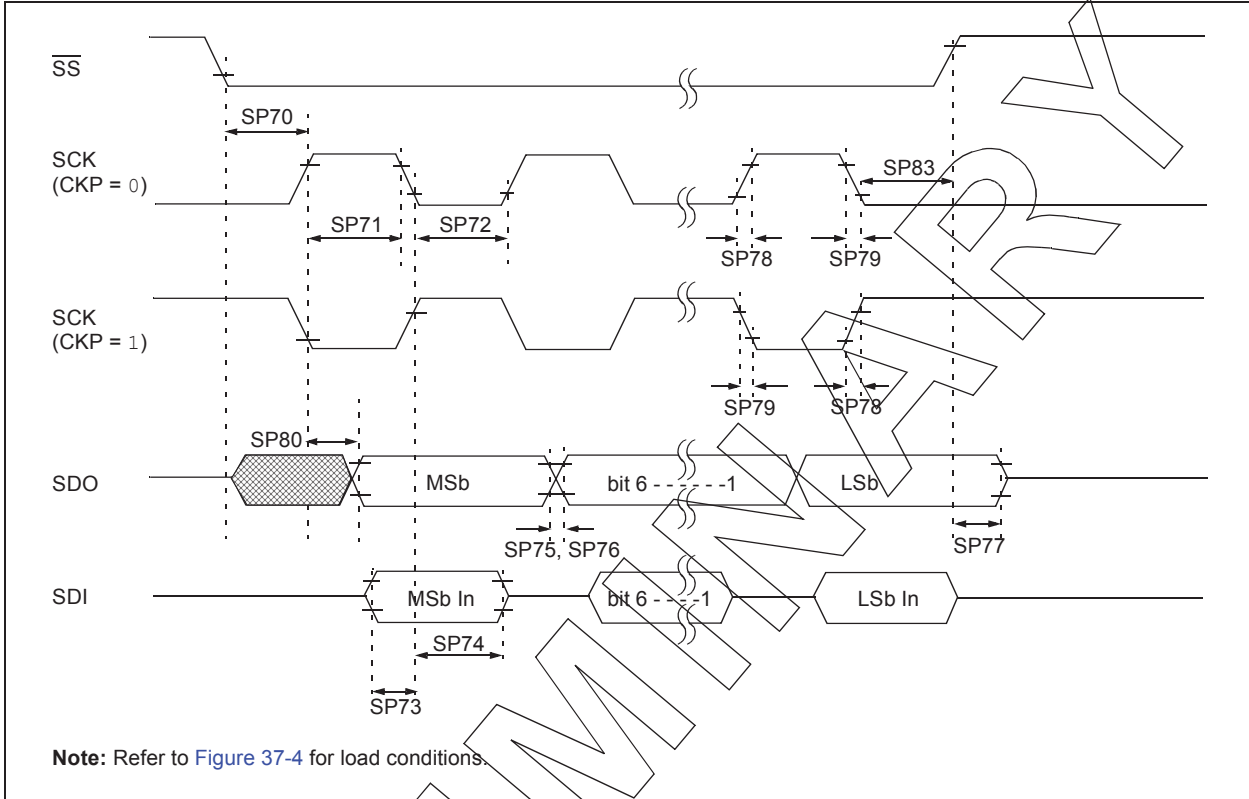 SS
SP70
SCK
(CKP = 0)
SP83
SP71
SP72
SP78
SP79
SCK
(CKP = 1)
SP79
SP78
SP80
SDO
MSb
bit 6 - - - - - -1
LSb
SP75, SP76
SP77
SDI
MSb In
bit 6 - - - -1
LSb In
SP74
SP73
Note: Refer to Figure 37-4 for load conditions.
M I N A R Y